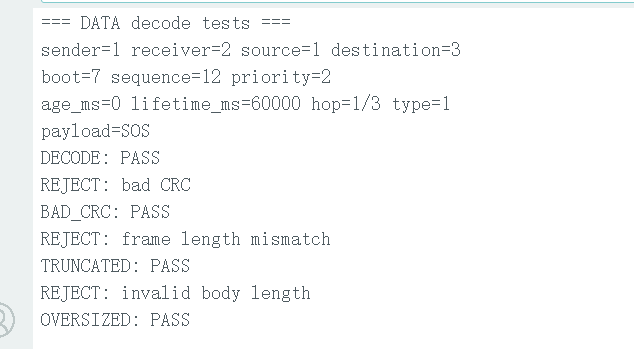 === DATA decode tests ===
sender=1 receiver=2 source=1 destination=3
boot=7 sequence=12 priority=2
age_ms=0 lifetime_ms=60000 hop=1/3 type=1
payload=SOS
DECODE: PASS
REJECT: bad CRC
BAD_CRC: PASS
REJECT: frame length mismatch
TRUNCATED: PASS
REJECT: invalid body length
OVERSIZED: PASS